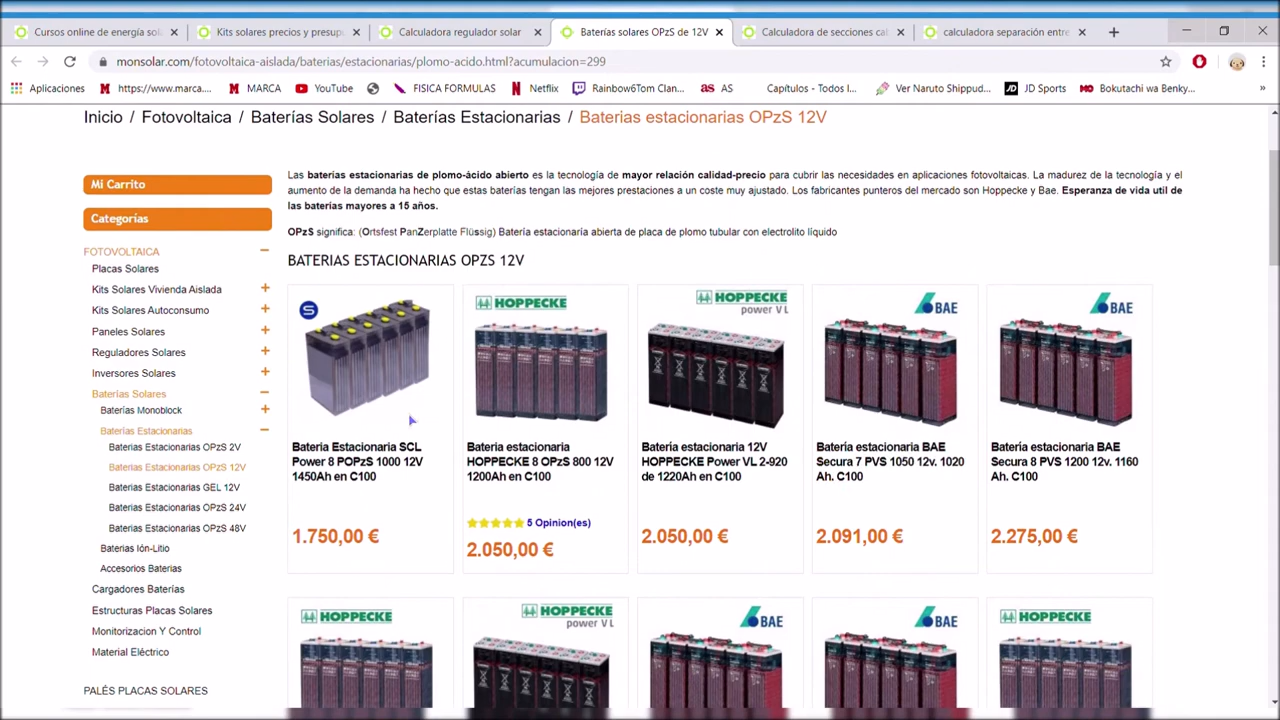 Cursos online de energía sol
Kits solares precios y presup
Calculadora regulador solar
Baterías solares OPzS de 12V
Calculadora de secciones cal
calculadora separación entre
monsolar.com/fotovoltaica-aislada/baterias/estacionarias/plomo-acido.html?acumulacion=299
Aplicaciones
https://www.marca....
MARCA
YouTube
FISICA FORMULAS
Netflix
Rainbow6Tom Clan...
AS
Capítulos - Todos l...
Ver Naruto Shippud...
JD Sports
Bokutachi wa Benky...
Inicio / Fotovoltaica / Baterías Solares / Baterías Estacionarias / Baterias estacionarias OPzS 12V
Mi Carrito
Categorías
FOTOVOLTAICA
Placas Solares
Kits Solares Vivienda Aislada
Kits Solares Autoconsumo
Paneles Solares
Reguladores Solares
Inversores Solares
Baterías Solares
Baterías Monoblock
Baterías Estacionarias
Baterias Estacionarias OPzS 2V
Baterias Estacionarias OPZS 12V
Baterias Estacionarias GEL 12V
Baterias Estacionarias OPZS 24V
Baterias Estacionarias OPZS 48V
Baterias Ión-Litio
Accesorios Baterias
Cargadores Baterías
Estructuras Placas Solares
Monitorizacion Y Control
Material Eléctrico
PALÉS PLACAS SOLARES
Las baterías estacionarias de plomo-ácido abierto es la tecnología de mayor relación calidad-precio para cubrir las necesidades en aplicaciones fotovoltaicas. La madurez de la tecnología y el
aumento de la demanda ha hecho que estas baterías tengan las mejores prestaciones a un coste muy ajustado. Los fabricantes punteros del mercado son Hoppecke y Bae. Esperanza de vida util de
las baterías mayores a 15 años.
OPzS significa: (Ortsfest PanZerplatte Flüssig) Batería estacionaría abierta de placa de plomo tubular con electrolito líquido
BATERIAS ESTACIONARIAS OPZS 12V
S
Bateria Estacionaria SCL
Power 8 POPzS 1000 12V
1450Ah en C100
1.750,00 €
HOPPECKE
Bateria estacionaria
HOPPECKE 8 OPzS 800 12V
1200Ah en C100
5 Opinion(es)
2.050,00 €
HOPPECKE
power V L
Batería estacionaria 12V
HOPPECKE Power VL 2-920
de 1220Ah en C100
2.050,00 €
BAE
Batería estacionaria BAE
Secura 7 PVS 1050 12v. 1020
Ah. C100
2.091,00 €
BAE
Batería estacionaria BAE
Secura 8 PVS 1200 12v. 1160
Ah. C100
2.275,00 €
HOPPECKE
HOPPECKE
power V L
BAE
BAE
HOPPECKE